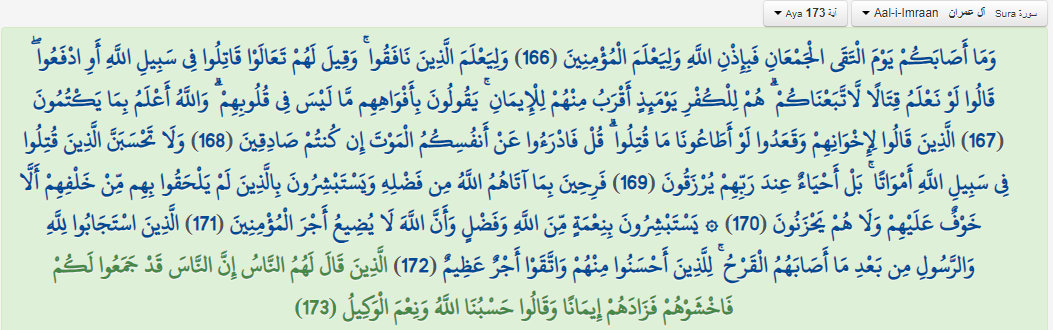 سورة Sura آل عمران Aal-i-Imraan آية 173 Aya
وَمَا أَصَابَكُمْ يَوْمَ الْتَقَى الْجَمْعَانِ فَبِإِذْنِ اللَّهِ وَلِيَعْلَمَ الْمُؤْمِنِينَ (166) وَلِيَعْلَمَ الَّذِينَ نَافَقُوا ۚ وَقِيلَ لَهُمْ تَعَالَوْا قَاتِلُوا فِي سَبِيلِ اللَّهِ أَوِ ادْفَعُوا ۖ
قَالُوا لَوْ نَعْلَمُ قِتَالًا لَّاتَّبَعْنَاكُمْ ۗ هُمْ لِلْكُفْرِ يَوْمَئِذٍ أَقْرَبُ مِنْهُمْ لِلْإِيمَانِ ۚ يَقُولُونَ بِأَفْوَاهِهِم مَّا لَيْسَ فِي قُلُوبِهِمْ ۗ وَاللَّهُ أَعْلَمُ بِمَا يَكْتُمُونَ
(167) الَّذِينَ قَالُوا لِإِخْوَانِهِمْ وَقَعَدُوا لَوْ أَطَاعُونَا مَا قُتِلُوا ۗ قُلْ فَادْرَءُوا عَنْ أَنفُسِكُمُ الْمَوْتَ إِن كُنتُمْ صَادِقِينَ (168) وَلَا تَحْسَبَنَّ الَّذِينَ قُتِلُوا
فِي سَبِيلِ اللَّهِ أَمْوَاتًا ۚ بَلْ أَحْيَاءٌ عِندَ رَبِّهِمْ يُرْزَقُونَ (169) فَرِحِينَ بِمَا آتَاهُمُ اللَّهُ مِن فَضْلِهِ وَيَسْتَبْشِرُونَ بِالَّذِينَ لَمْ يَلْحَقُوا بِهِم مِّنْ خَلْفِهِمْ أَلَّا
خَوْفٌ عَلَيْهِمْ وَلَا هُمْ يَحْزَنُونَ (170) ۞ يَسْتَبْشِرُونَ بِنِعْمَةٍ مِّنَ اللَّهِ وَفَضْلٍ وَأَنَّ اللَّهَ لَا يُضِيعُ أَجْرَ الْمُؤْمِنِينَ (171) الَّذِينَ اسْتَجَابُوا لِلَّهِ
وَالرَّسُولِ مِن بَعْدِ مَا أَصَابَهُمُ الْقَرْحُ ۚ لِلَّذِينَ أَحْسَنُوا مِنْهُمْ وَاتَّقَوْا أَجْرٌ عَظِيمٌ (172) الَّذِينَ قَالَ لَهُمُ النَّاسُ إِنَّ النَّاسَ قَدْ جَمَعُوا لَكُمْ
فَاخْشَوْهُمْ فَزَادَهُمْ إِيمَانًا وَقَالُوا حَسْبُنَا اللَّهُ وَنِعْمَ الْوَكِيلُ (173)